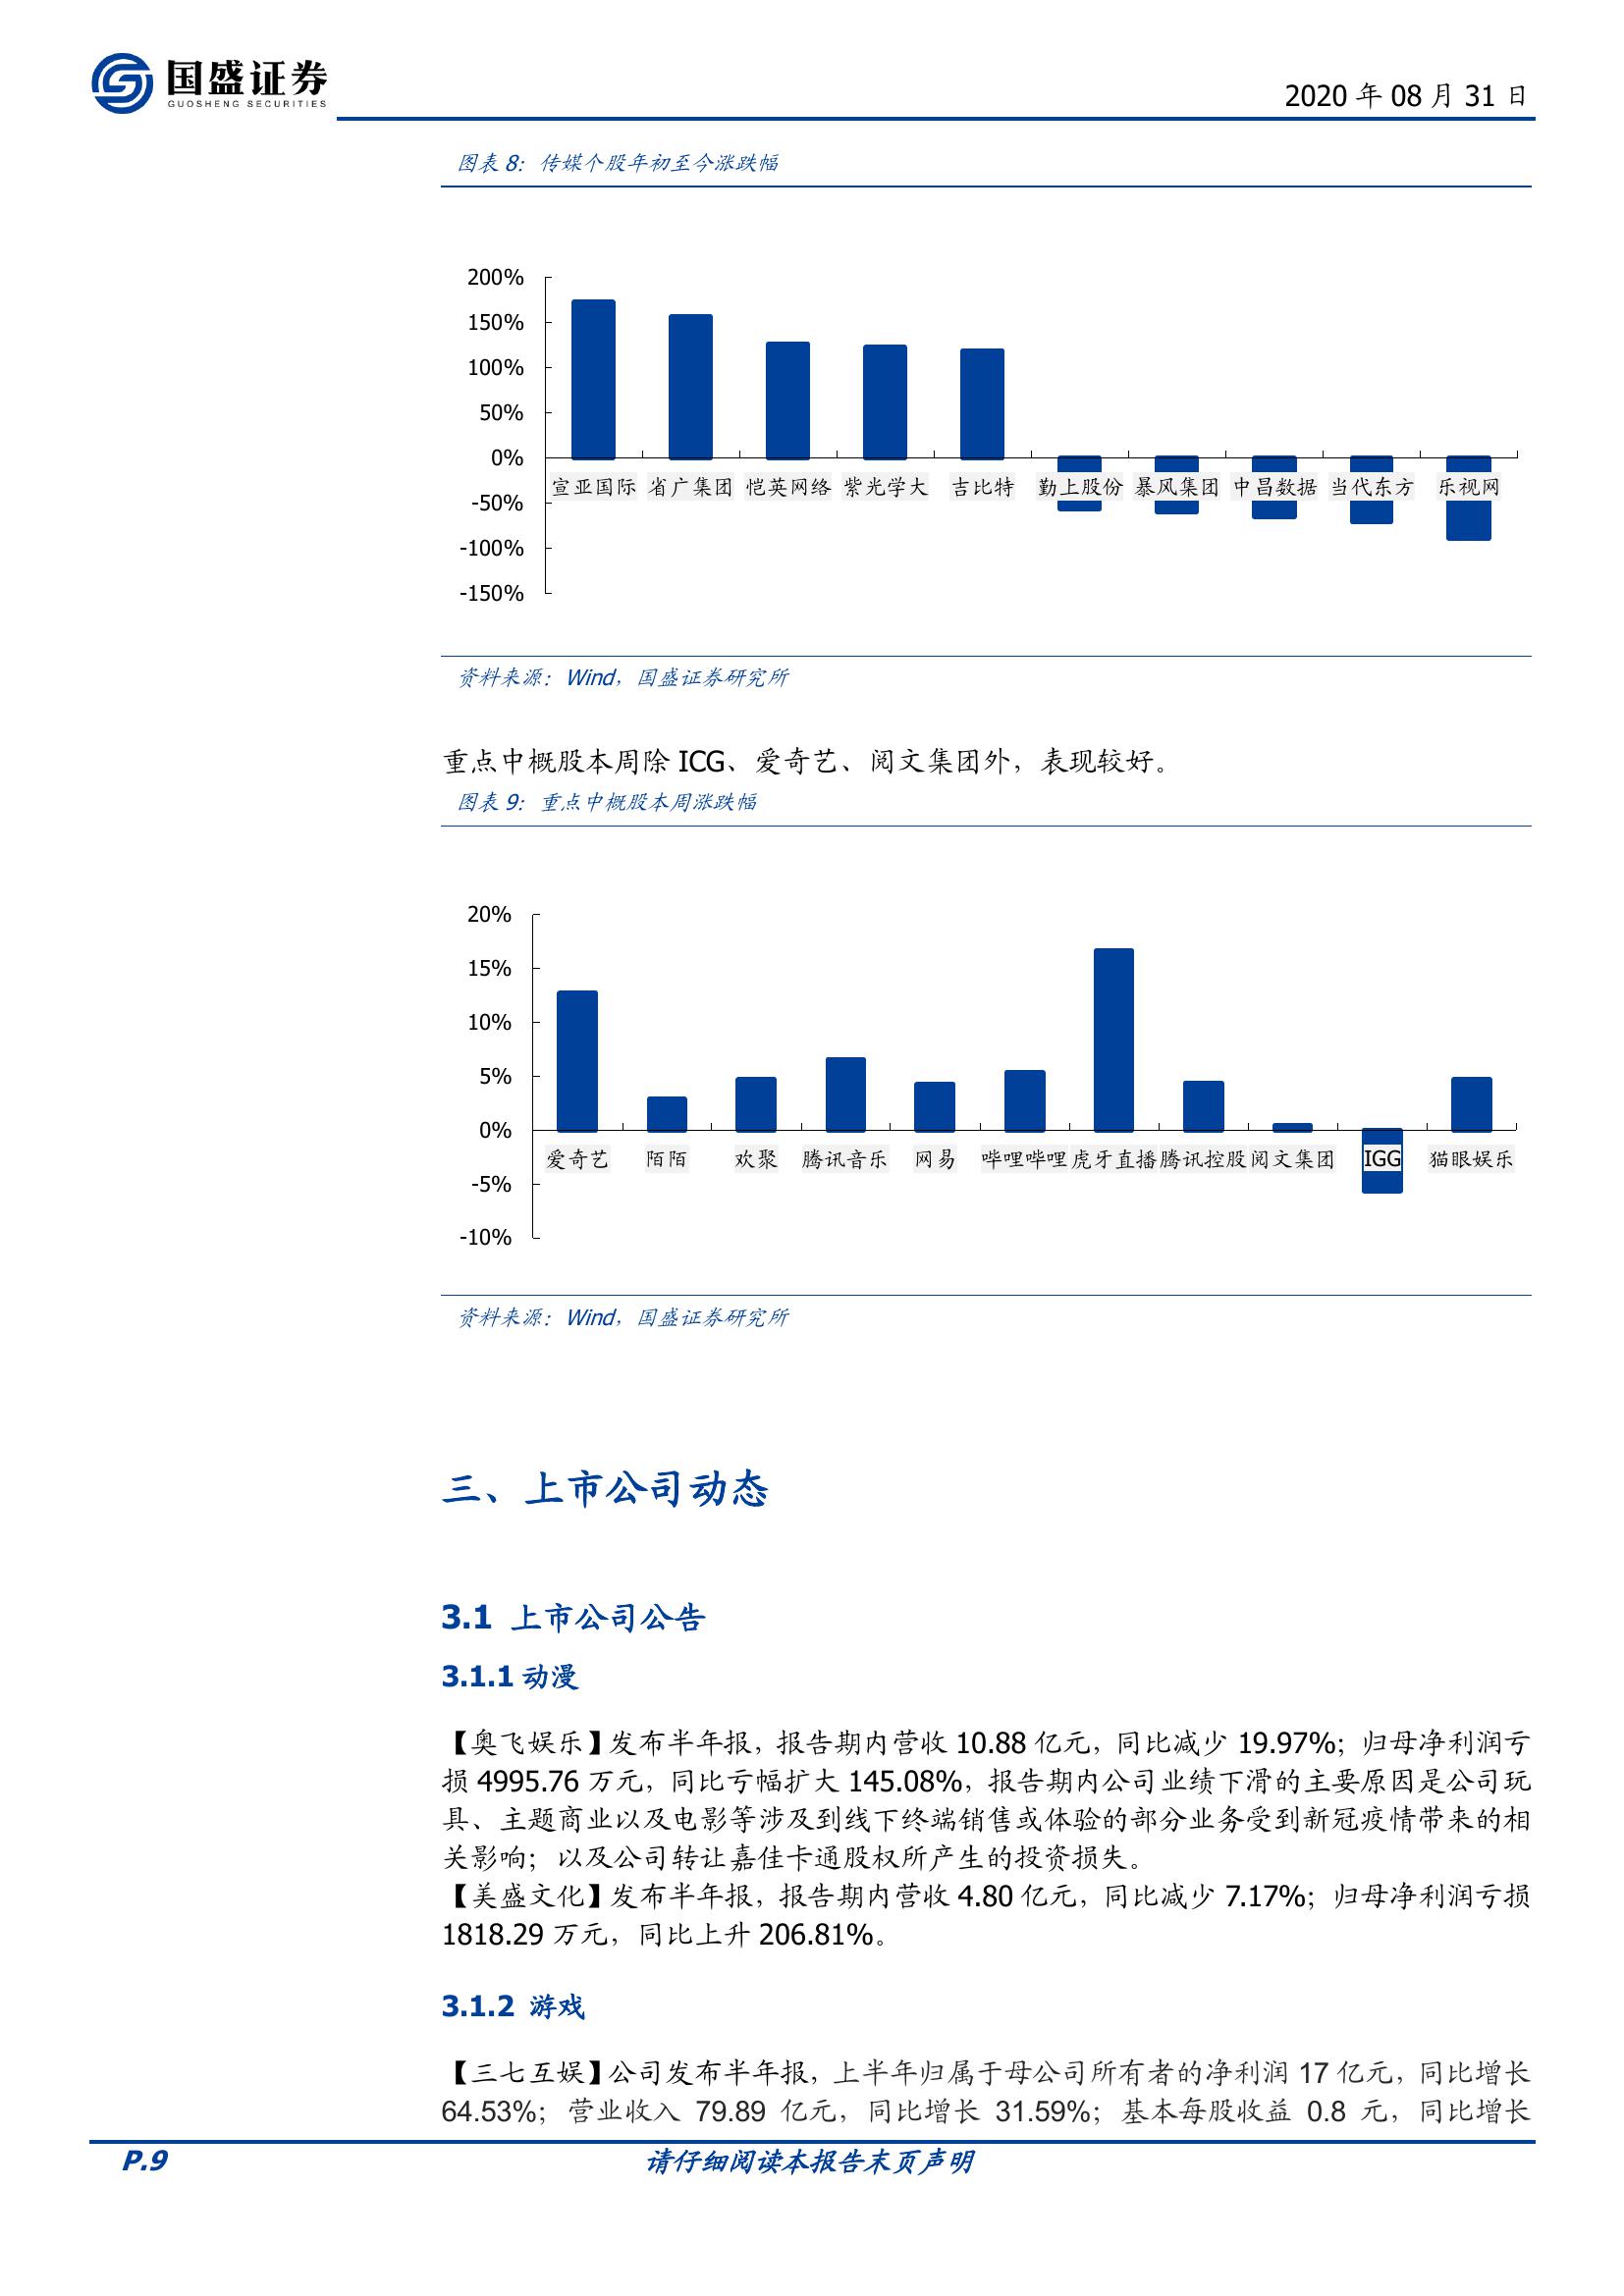 国盛证券
GUOSHENG SECURITIES
2020 年 08 月 31 日
图表 8：传媒个股年初至今涨跌幅
200%
150%
100%
50%
0%
-50%
-100%
-150%
宣亚国际 省广集团 恺英网络 紫光学大 吉比特 勤上股份 暴风集团 中昌数据 当代东方 乐视网
资料来源：Wind，国盛证券研究所
重点中概股本周除 ICG、爱奇艺、阅文集团外，表现较好。
图表 9：重点中概股本周涨跌幅
20%
15%
10%
5%
0%
-5%
-10%
爱奇艺 陌陌 欢聚 腾讯音乐 网易 哔哩哔哩 虎牙直播 腾讯控股 阅文集团 IGG 猫眼娱乐
资料来源：Wind，国盛证券研究所
三、上市公司动态
3.1 上市公司公告
3.1.1 动漫
【奥飞娱乐】发布半年报，报告期内营收 10.88 亿元，同比减少 19.97%；归母净利润亏
损 4995.76 万元，同比亏幅扩大 145.08%，报告期内公司业绩下滑的主要原因是公司玩
具、主题商业以及电影等涉及到线下终端销售或体验的部分业务受到新冠疫情带来的相
关影响；以及公司转让嘉佳卡通股权所产生的投资损失。
【美盛文化】发布半年报，报告期内营收 4.80 亿元，同比减少 7.17%；归母净利润亏损
1818.29 万元，同比上升 206.81%。
3.1.2 游戏
【三七互娱】公司发布半年报，上半年归属于母公司所有者的净利润 17 亿元，同比增长
64.53%；营业收入 79.89 亿元，同比增长 31.59%；基本每股收益 0.8 元，同比增长
P.9
请仔细阅读本报告末页声明